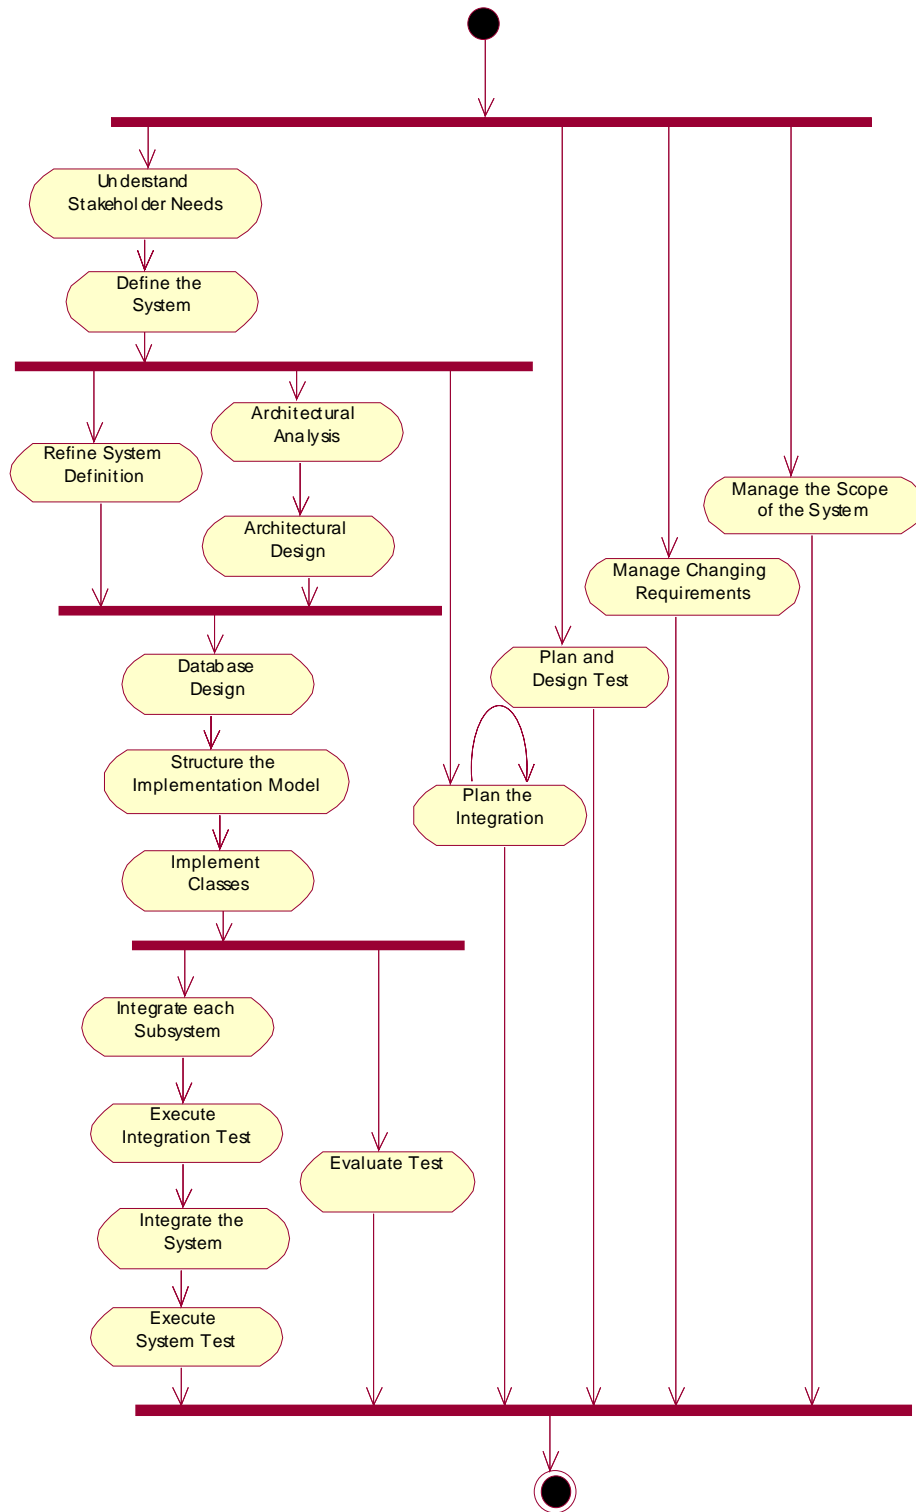 Understand
Stakeholder Needs
Define the
System
Architectural
Analysis
Refine System
Definition
Manage the Scope
of the System
Architectural
Design
Manage Changing
Requirements
Database
Design
Plan and
Design Test
Structure the
Implementation Model
Plan the
Integration
Implement
Classes
Integrate each
Subsystem
Execute
Integration Test
Evaluate Test
Integrate the
System
Execute
System Test